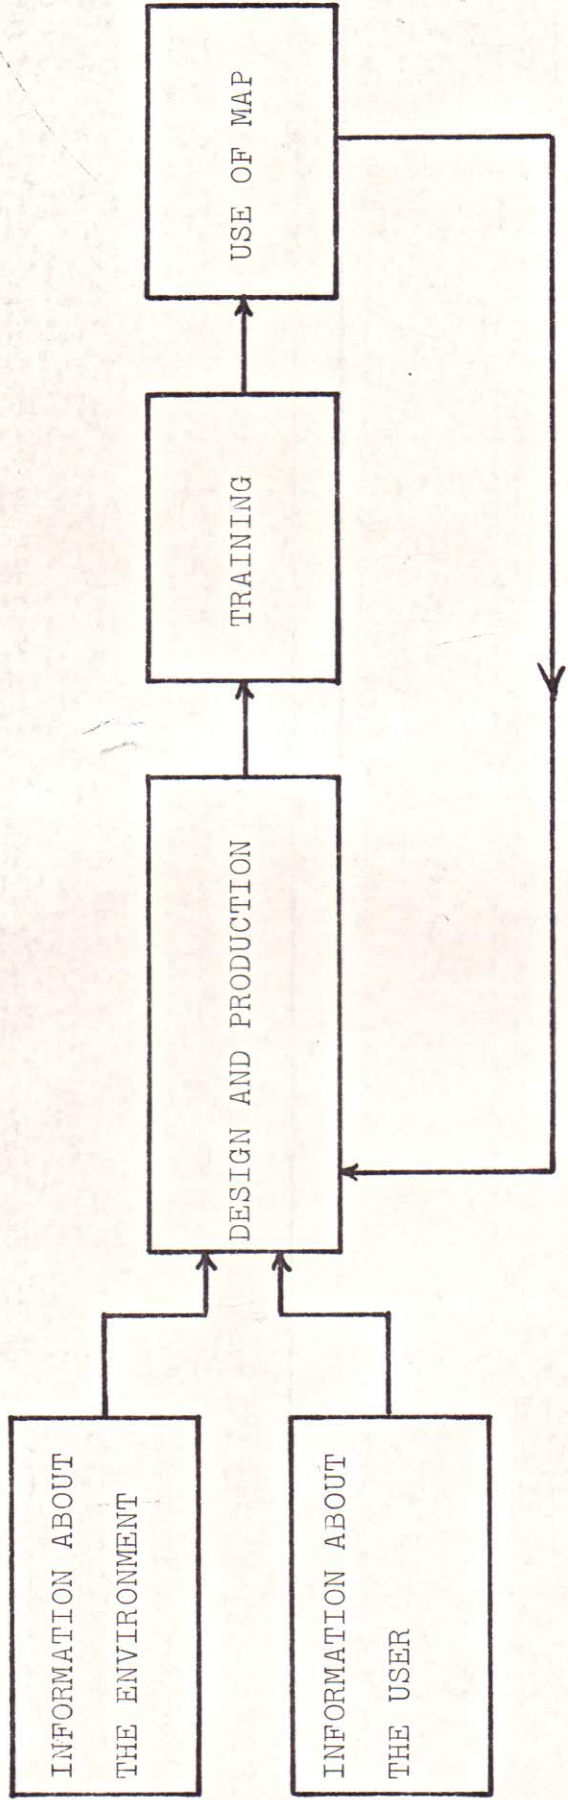 INFORMATION ABOUT
THE ENVIRONMENT
INFORMATION ABOUT
THE USER
DESIGN AND PRODUCTION
TRAINING
USE OF MAP